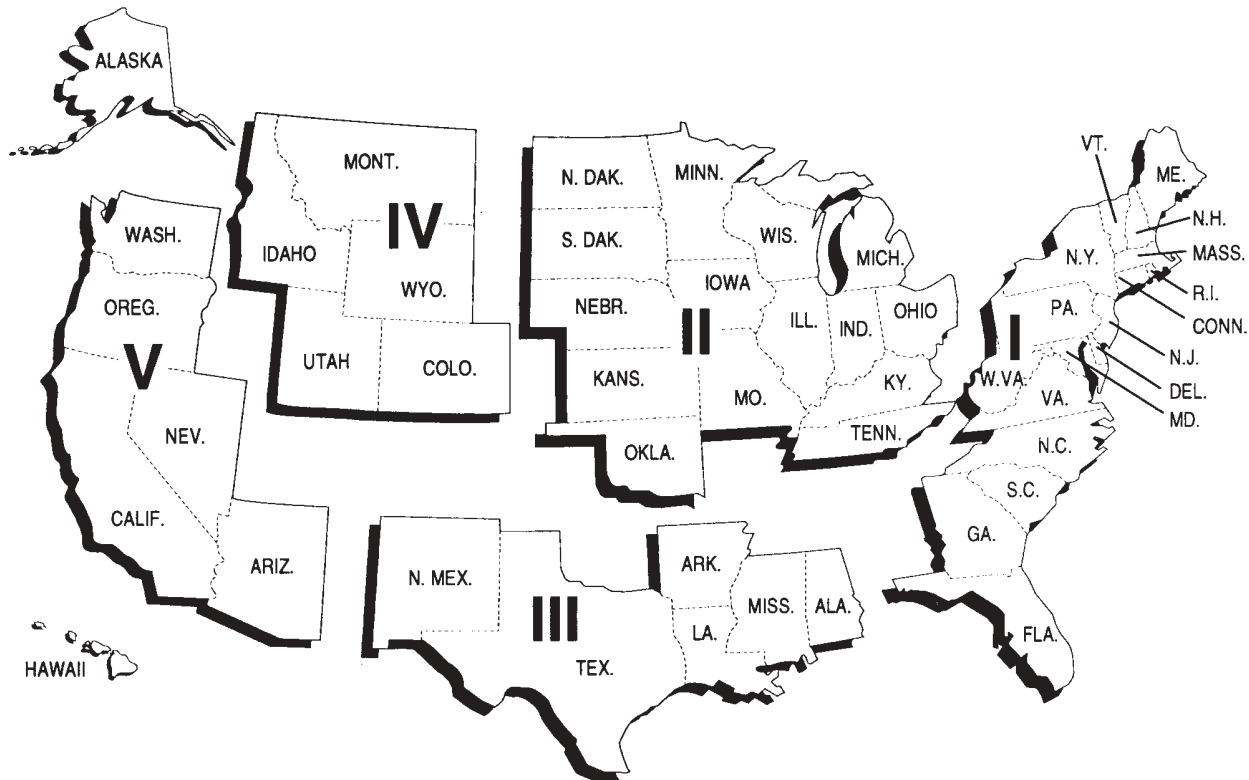 ALASKA
WASH.
OREG.
V
NEV.
CALIF.
ARIZ.
HAWAII
MONT.
IV
IDAHO
WYO.
UTAH
COLO.
N. DAK.
MINN.
S. DAK.
WIS.
MICH.
IOWA
NEBR.
II
ILL.
IND.
OHIO
KANS.
MO.
KY.
TENN.
OKLA.
N. MEX.
III
TEX.
ARK.
LA.
MISS.
ALA.
VT.
ME.
N.H.
MASS.
N.Y.
R.I.
CONN.
PA.
I
N.J.
DEL.
MD.
W.VA.
VA.
N.C.
S.C.
GA.
FLA.